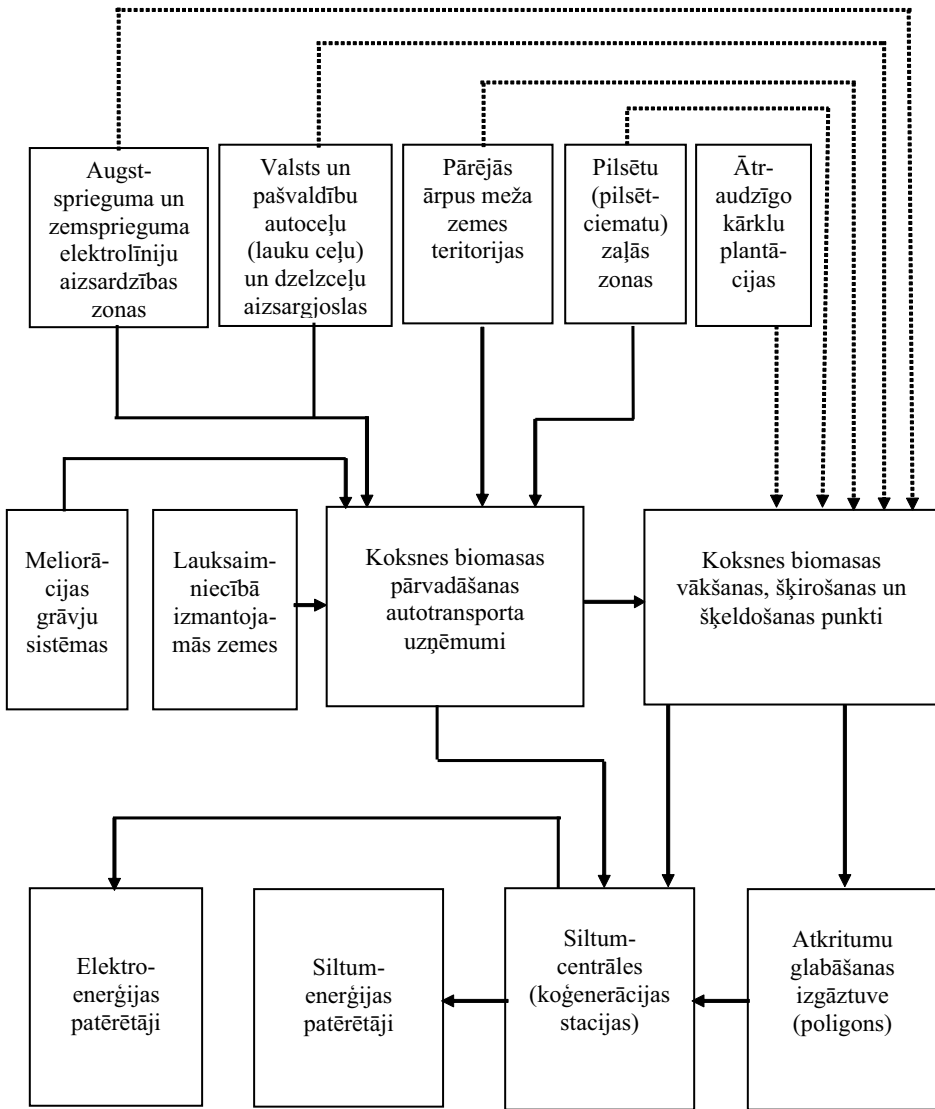 Augst-
sprieguma un
zemsprieguma
elektrolīniju
aizsardzības
zonas
Valsts un
pašvaldību
autoceļu
(lauku ceļu)
un dzelzceļu
aizsargjoslas
Pārējās
ārpus meža
zemes
teritorijas
Pilsētu
(pilsēt-
ciematu)
zaļās
zonas
Ātr-
audzīgo
kārklu
plantā-
cijas
Meliorā-
cijas
grāvju
sistēmas
Lauksaim-
niecībā
izmantoja-
mās zemes
Koksnes biomasas
pārvadāšanas
autotransporta
uzņēmumi
Koksnes biomasas
vākšanas, šķirošanas un
šķeldošanas punkti
Elektro-
enerģijas
patērētāji
Siltum-
enerģijas
patērētāji
Siltum-
centrāles
(koģenerācijas
stacijas)
Atkritumu
glabāšanas
izgāztuve
(poligons)